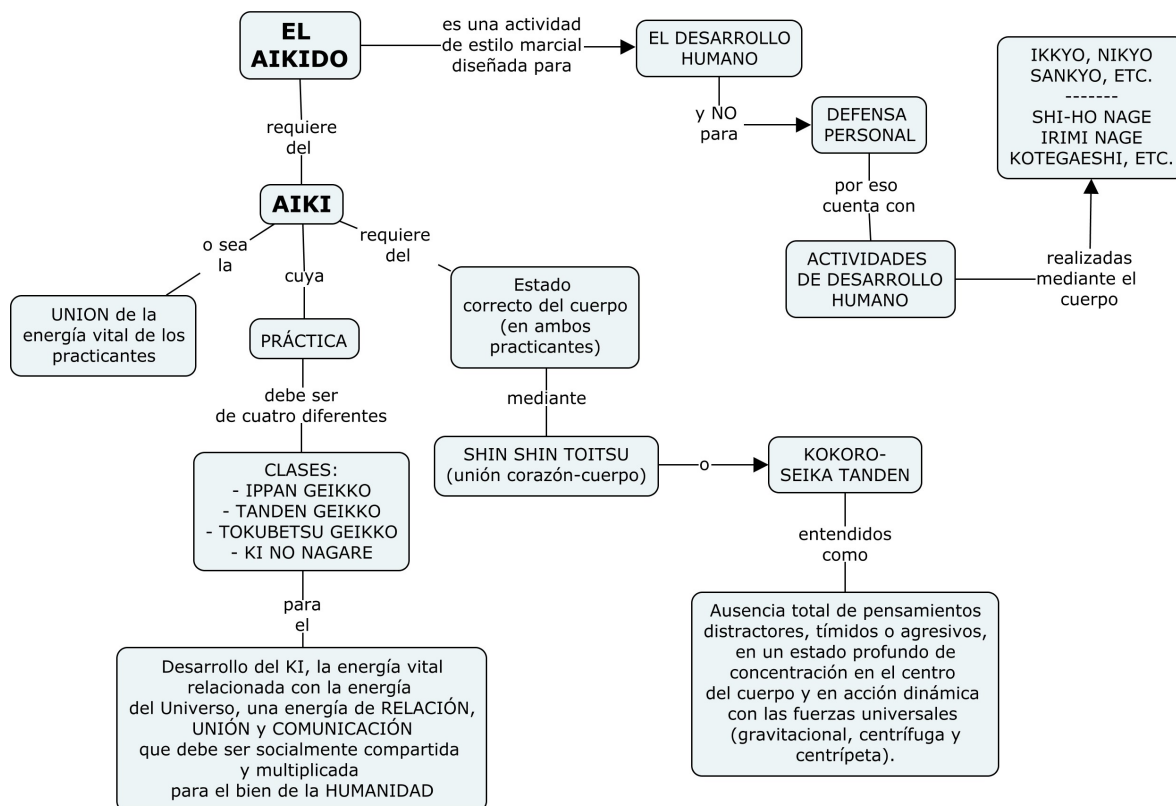 EL
AIKIDO
es una actividad
de estilo marcial
diseñada para
EL DESARROLLO
HUMANO
y NO
para
DEFENSA
PERSONAL
por eso
cuenta con
ACTIVIDADES
DE DESARROLLO
HUMANO
realizadas
mediante el
cuerpo
IKKYO, NIKYO
SANKYO, ETC.
-------
SHI-HO NAGE
IRIMI NAGE
KOTEGAESHI, ETC.
requiere
del
AIKI
o sea
la
UNION de la
energía vital de los
practicantes
cuya
PRÁCTICA
debe ser
de cuatro diferentes
CLASES:
- IPPAN GEIKKO
- TANDEN GEIKKO
- TOKUBETSU GEIKKO
- KI NO NAGARE
para
el
Desarrollo del KI, la energía vital
relacionada con la energía
del Universo, una energía de RELACIÓN,
UNIÓN y COMUNICACIÓN
que debe ser socialmente compartida
y multiplicada
para el bien de la HUMANIDAD
requiere
del
Estado
correcto del cuerpo
(en ambos
practicantes)
mediante
SHIN SHIN TOITSU
(unión corazón-cuerpo)
o
KOKORO-
SEIKA TANDEN
entendidos
como
Ausencia total de pensamientos
distractores, tímidos o agresivos,
en un estado profundo de
concentración en el centro
del cuerpo y en acción dinámica
con las fuerzas universales
(gravitacional, centrífuga y
centrípeta).